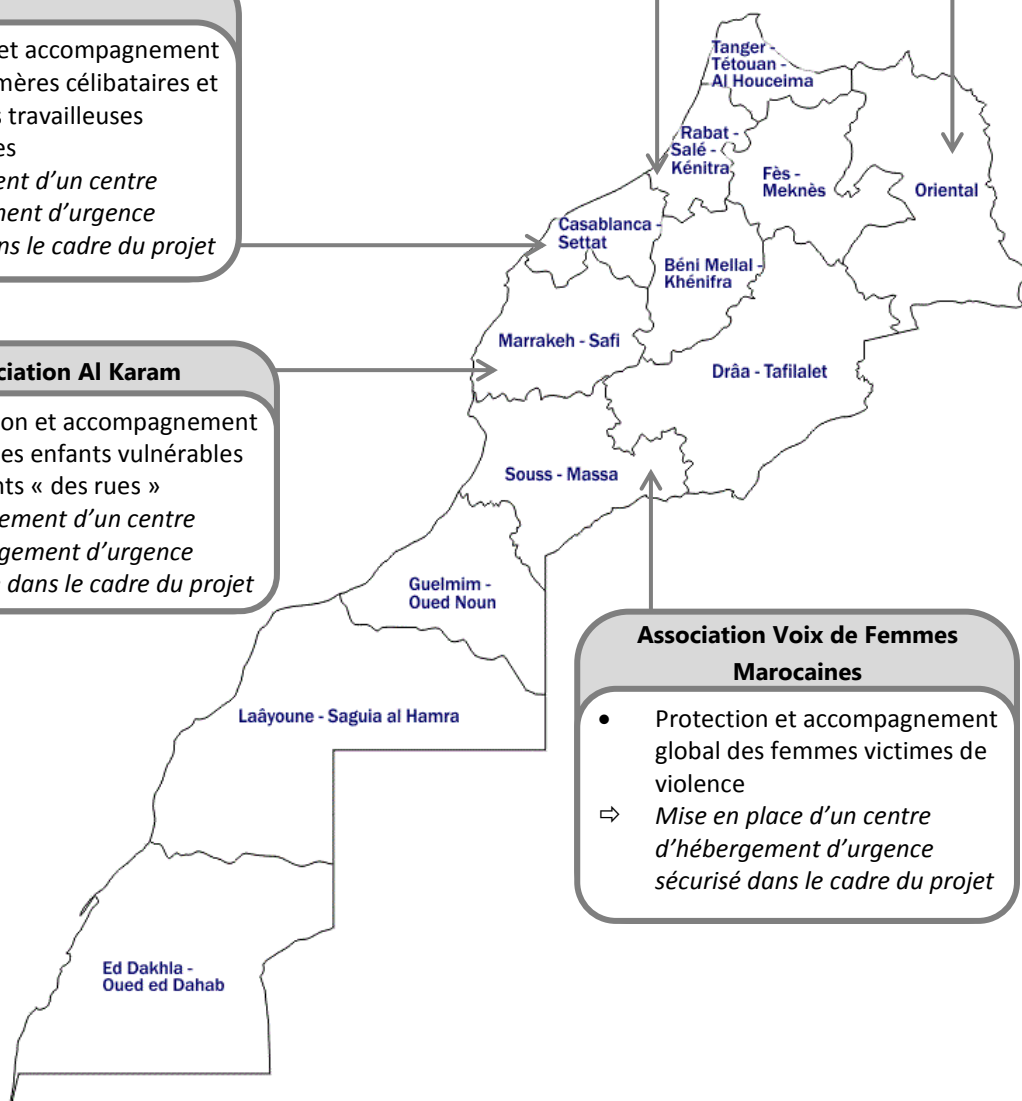 et accompagnement
mères célibataires et
s travailleuses
es
ent d’un centre
ment d’urgence
ns le cadre du projet
ciation Al Karam
on et accompagnement
es enfants vulnérables
nts « des rues »
ement d’un centre
gement d’urgence
dans le cadre du projet
Tanger -
Tétouan -
Al Houceima
Rabat -
Salé -
Kénitra
Fès -
Meknès
Oriental
Casablanca -
Settat
Béni Mellal -
Khénifra
Marrakeh - Safi
Drâa - Tafilalet
Souss - Massa
Guelmim -
Oued Noun
Laâyoune - Saguia al Hamra
Ed Dakhla -
Oued ed Dahab
Association Voix de Femmes
Marocaines
• Protection et accompagnement
global des femmes victimes de
violence
⇨ Mise en place d’un centre
d’hébergement d’urgence
sécurisé dans le cadre du projet